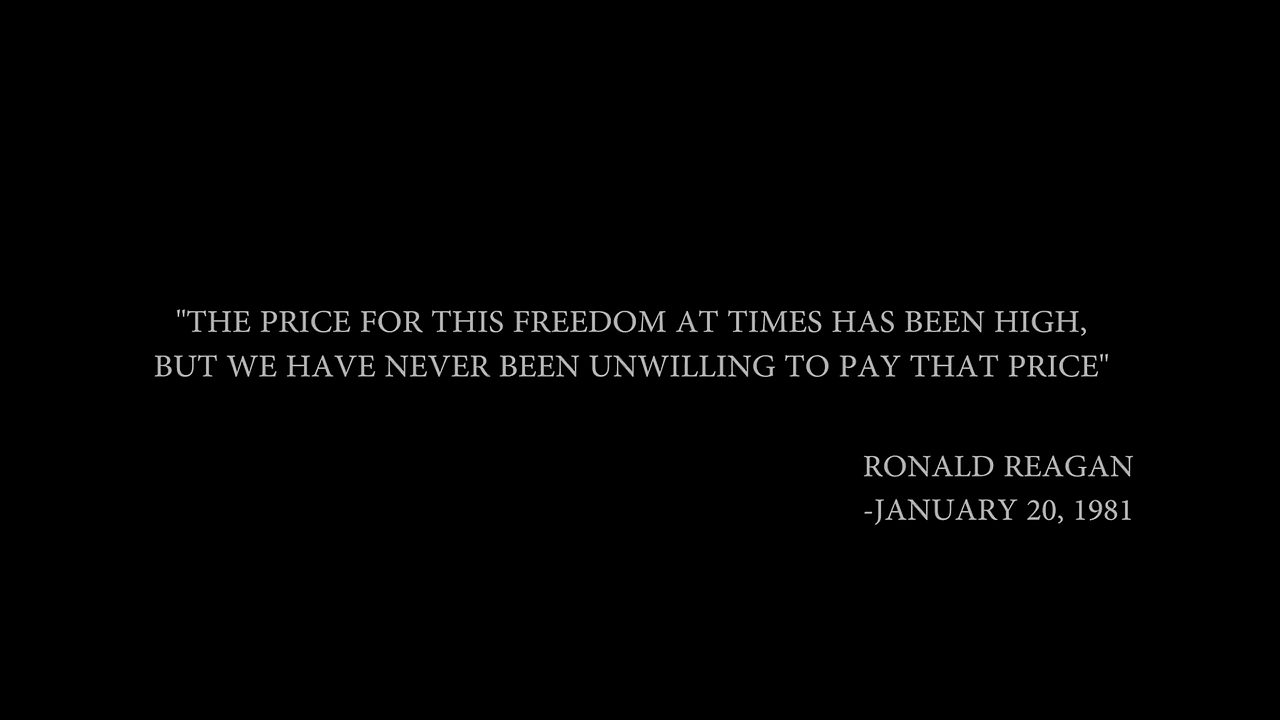 "THE PRICE FOR THIS FREEDOM AT TIMES HAS BEEN HIGH,
BUT WE HAVE NEVER BEEN UNWILLING TO PAY THAT PRICE"
RONALD REAGAN
-JANUARY 20, 1981